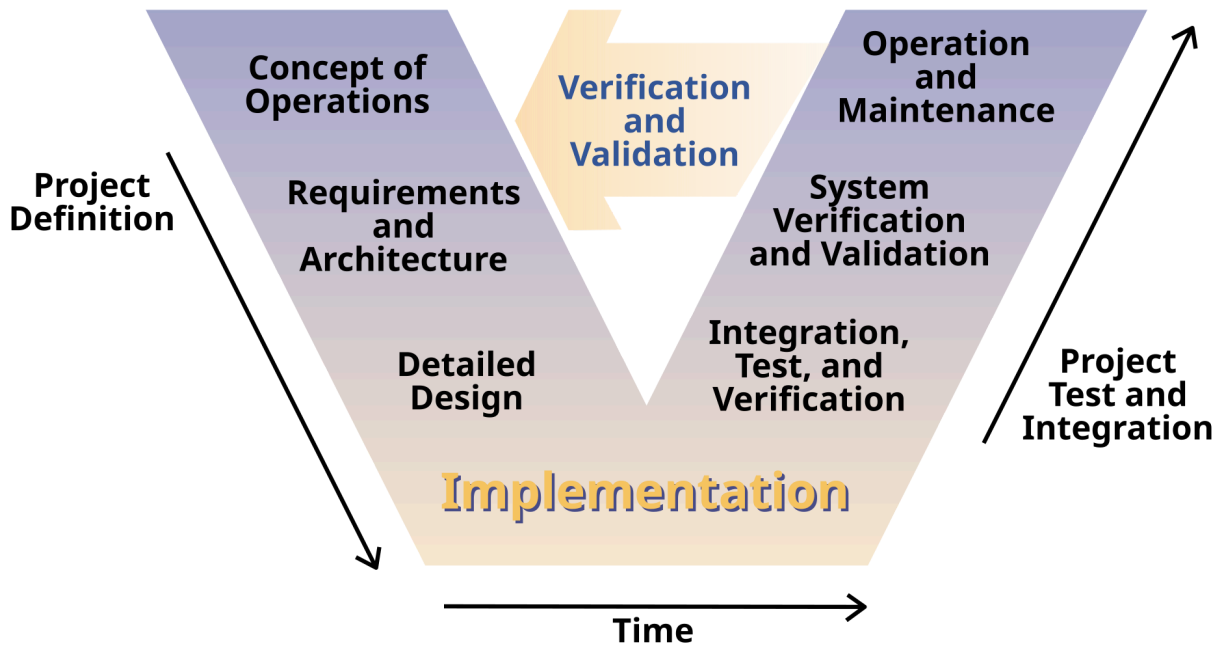 Concept of
Operations
Verification
and
Validation
Operation
and
Maintenance
Project
Definition
Requirements
and
Architecture
System
Verification
and Validation
Detailed
Design
Integration,
Test, and
Verification
Project
Test and
Integration
Implementation
Time